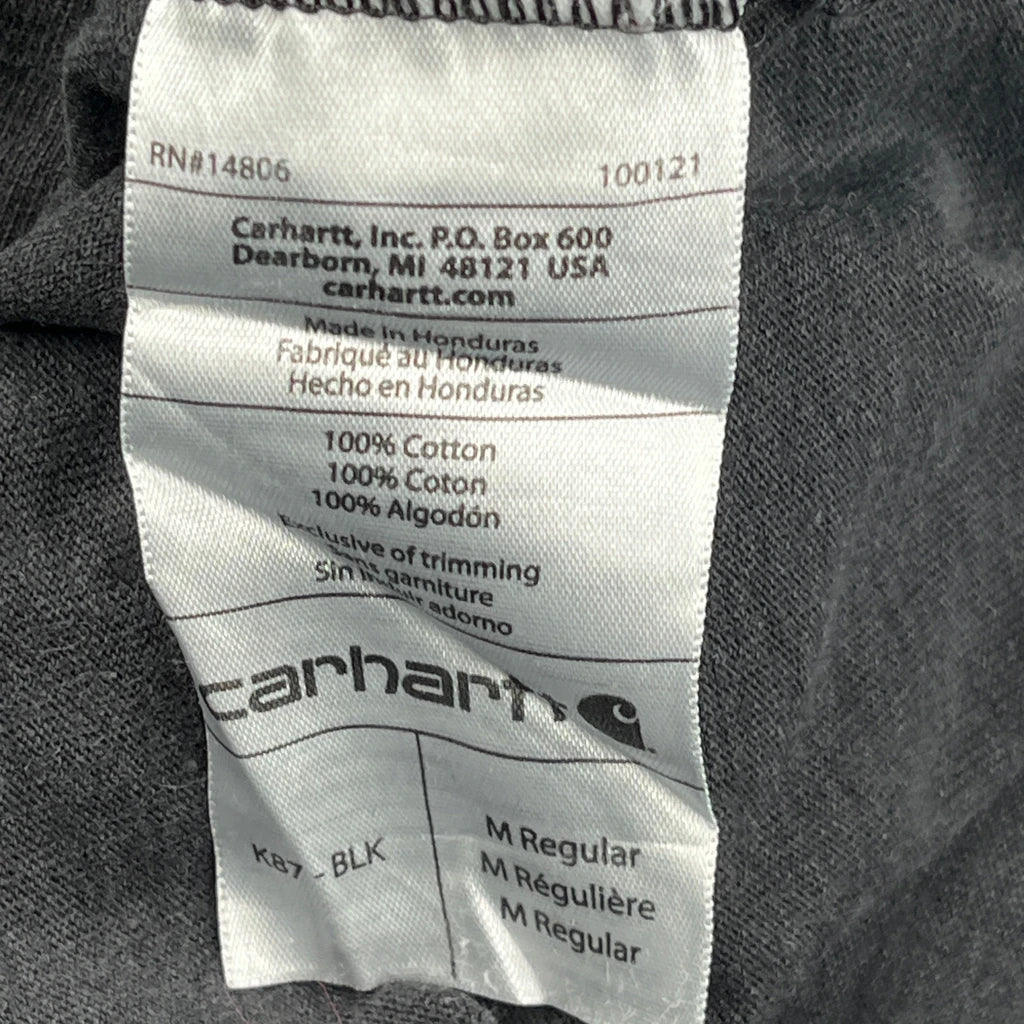 RN#14806 100121
Carhartt, Inc. P.O. Box 600
Dearborn, MI 48121 USA
carhartt.com
Made in Honduras
Fabriqué au Honduras
Hecho en Honduras
100% Cotton
100% Coton
100% Algodón
Exclusive of trimming
garniture
Sin adorno
carhartt
K87 - BLK
M Regular
M Régulière
M Regular